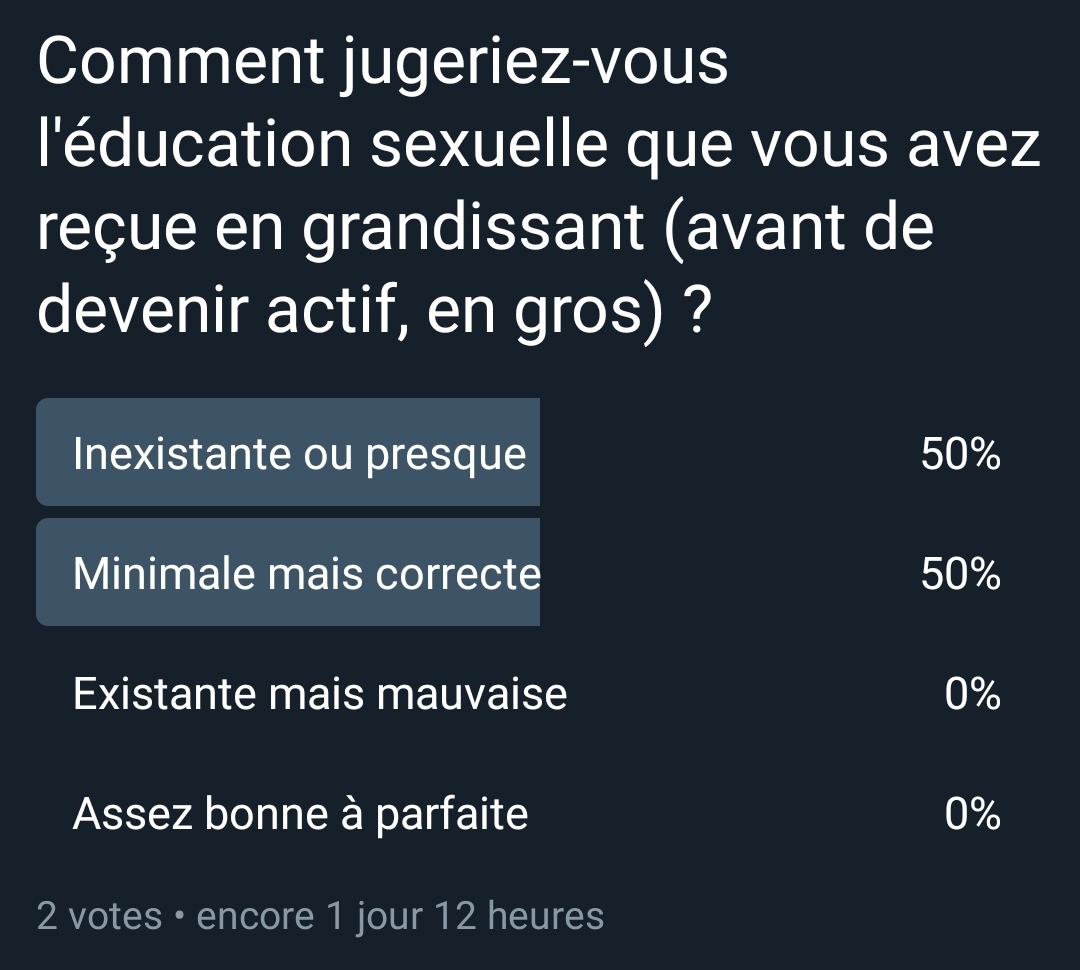 Comment jugeriez-vous
l'éducation sexuelle que vous avez
reçue en grandissant (avant de
devenir actif, en gros) ?
Inexistante ou presque 50%
Minimale mais correcte 50%
Existante mais mauvaise 0%
Assez bonne à parfaite 0%
2 votes • encore 1 jour 12 heures